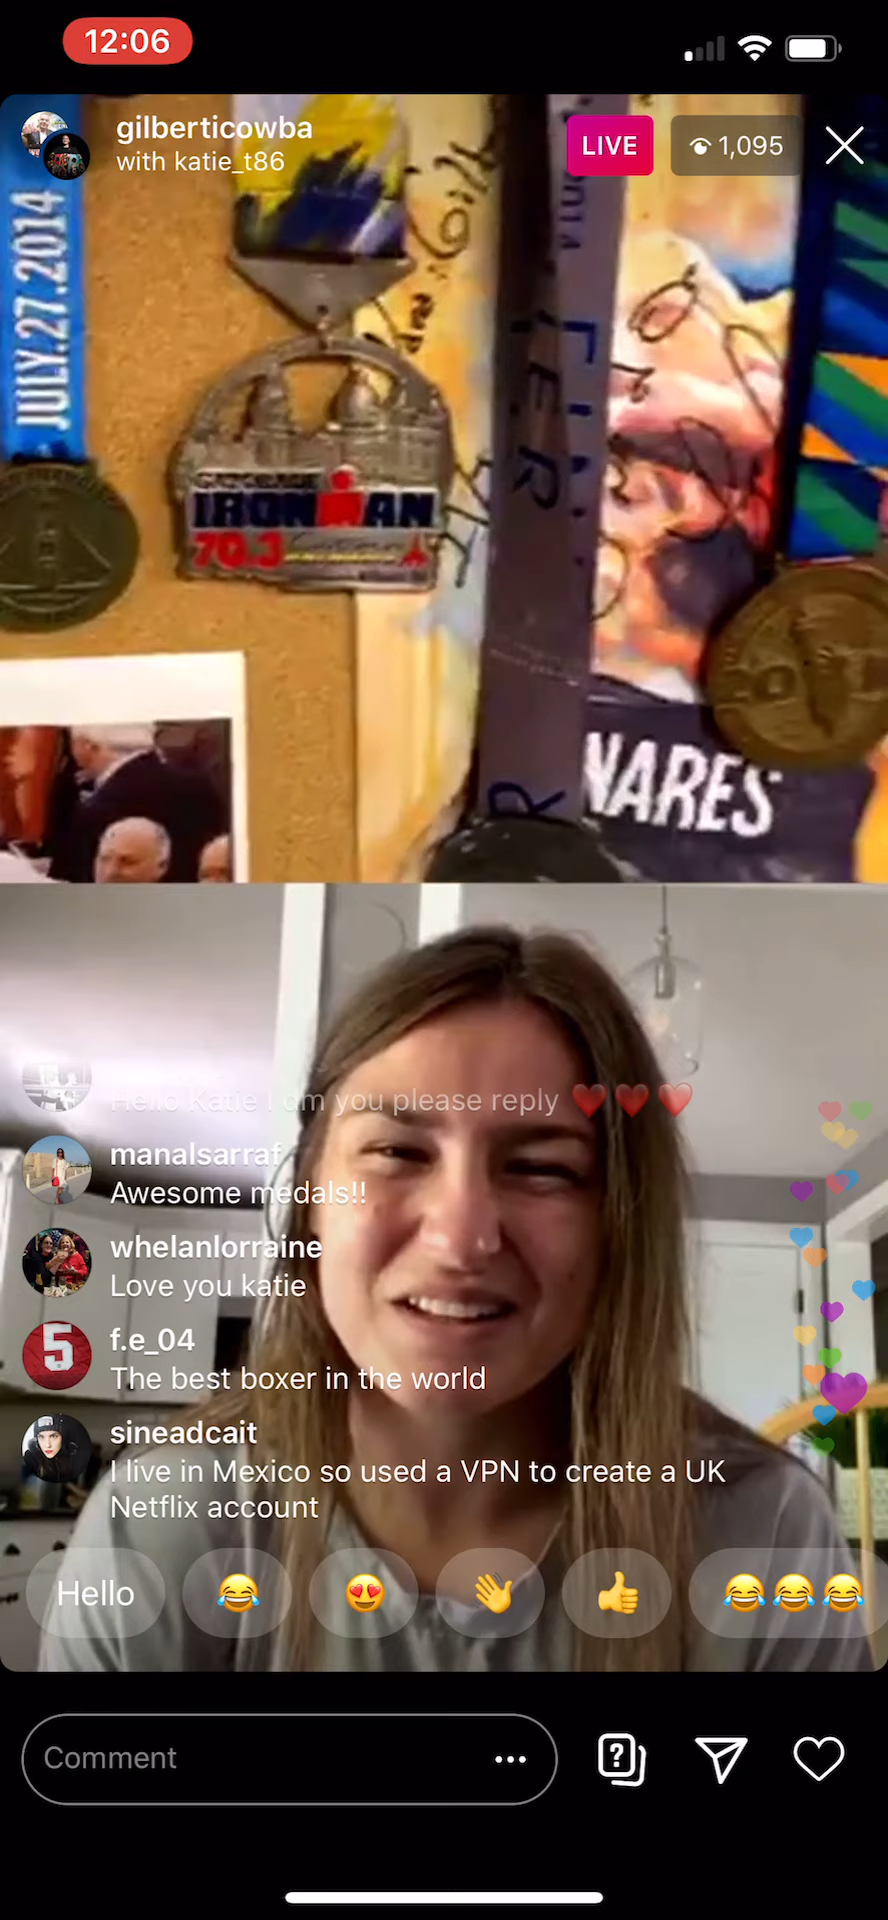 12:06
gilberticowba
with katie_t86
LIVE
1,095
JULY.27.2014
IRONMAN
70.3
NARES
Hello Katie I dm you please reply ❤️❤️❤️
manalsarraf
Awesome medals!!
whelanlorraine
Love you katie
5
f.e_04
The best boxer in the world
sineadcait
I live in Mexico so used a VPN to create a UK
Netflix account
Hello
😂
😍
👋
👍
😂😂😂
Comment